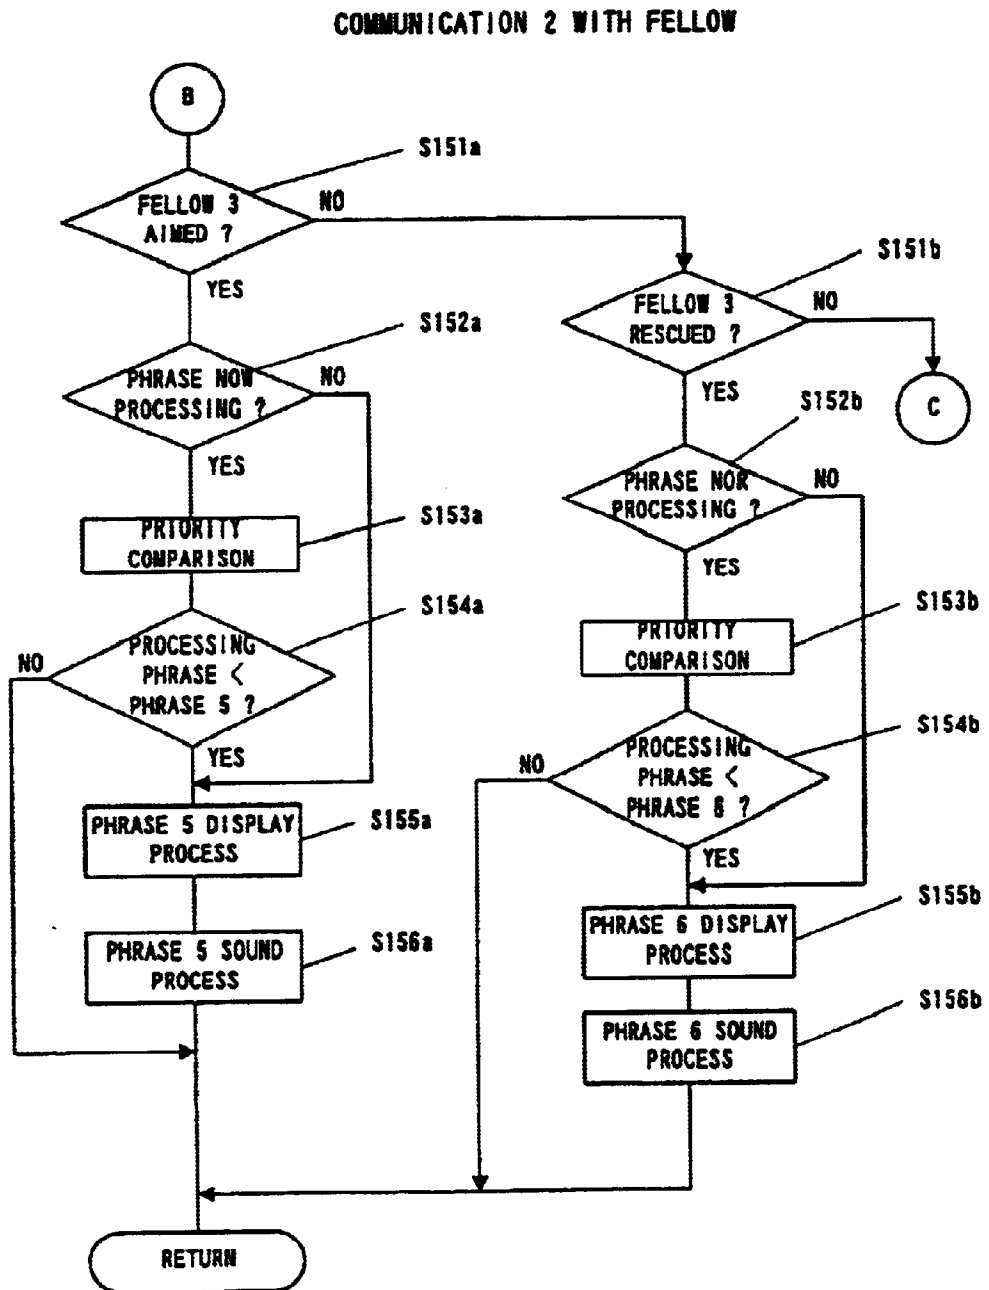 COMMUNICATION 2 WITH FELLOW
B
S151a
FELLOW 3
AIMED ?
NO
YES
S151b
FELLOW 3
RESCUED ?
NO
YES
C
S152a
PHRASE NOW
PROCESSING ?
NO
YES
S152b
PHRASE NOR
PROCESSING ?
NO
YES
S153a
PRIORITY
COMPARISON
S153b
PRIORITY
COMPARISON
S154a
PROCESSING
PHRASE <
PHRASE 5 ?
NO
YES
S154b
PROCESSING
PHRASE <
PHRASE 6 ?
NO
YES
S155a
PHRASE 5 DISPLAY
PROCESS
S155b
PHRASE 6 DISPLAY
PROCESS
S156a
PHRASE 5 SOUND
PROCESS
S156b
PHRASE 6 SOUND
PROCESS
RETURN